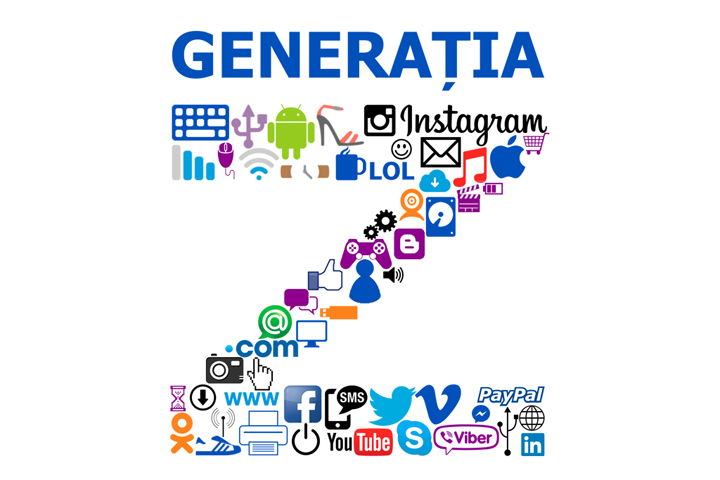 GENERAȚIA
Instagram
LOL
.com
www
SMS
PayPal
YouTube
Viber
in